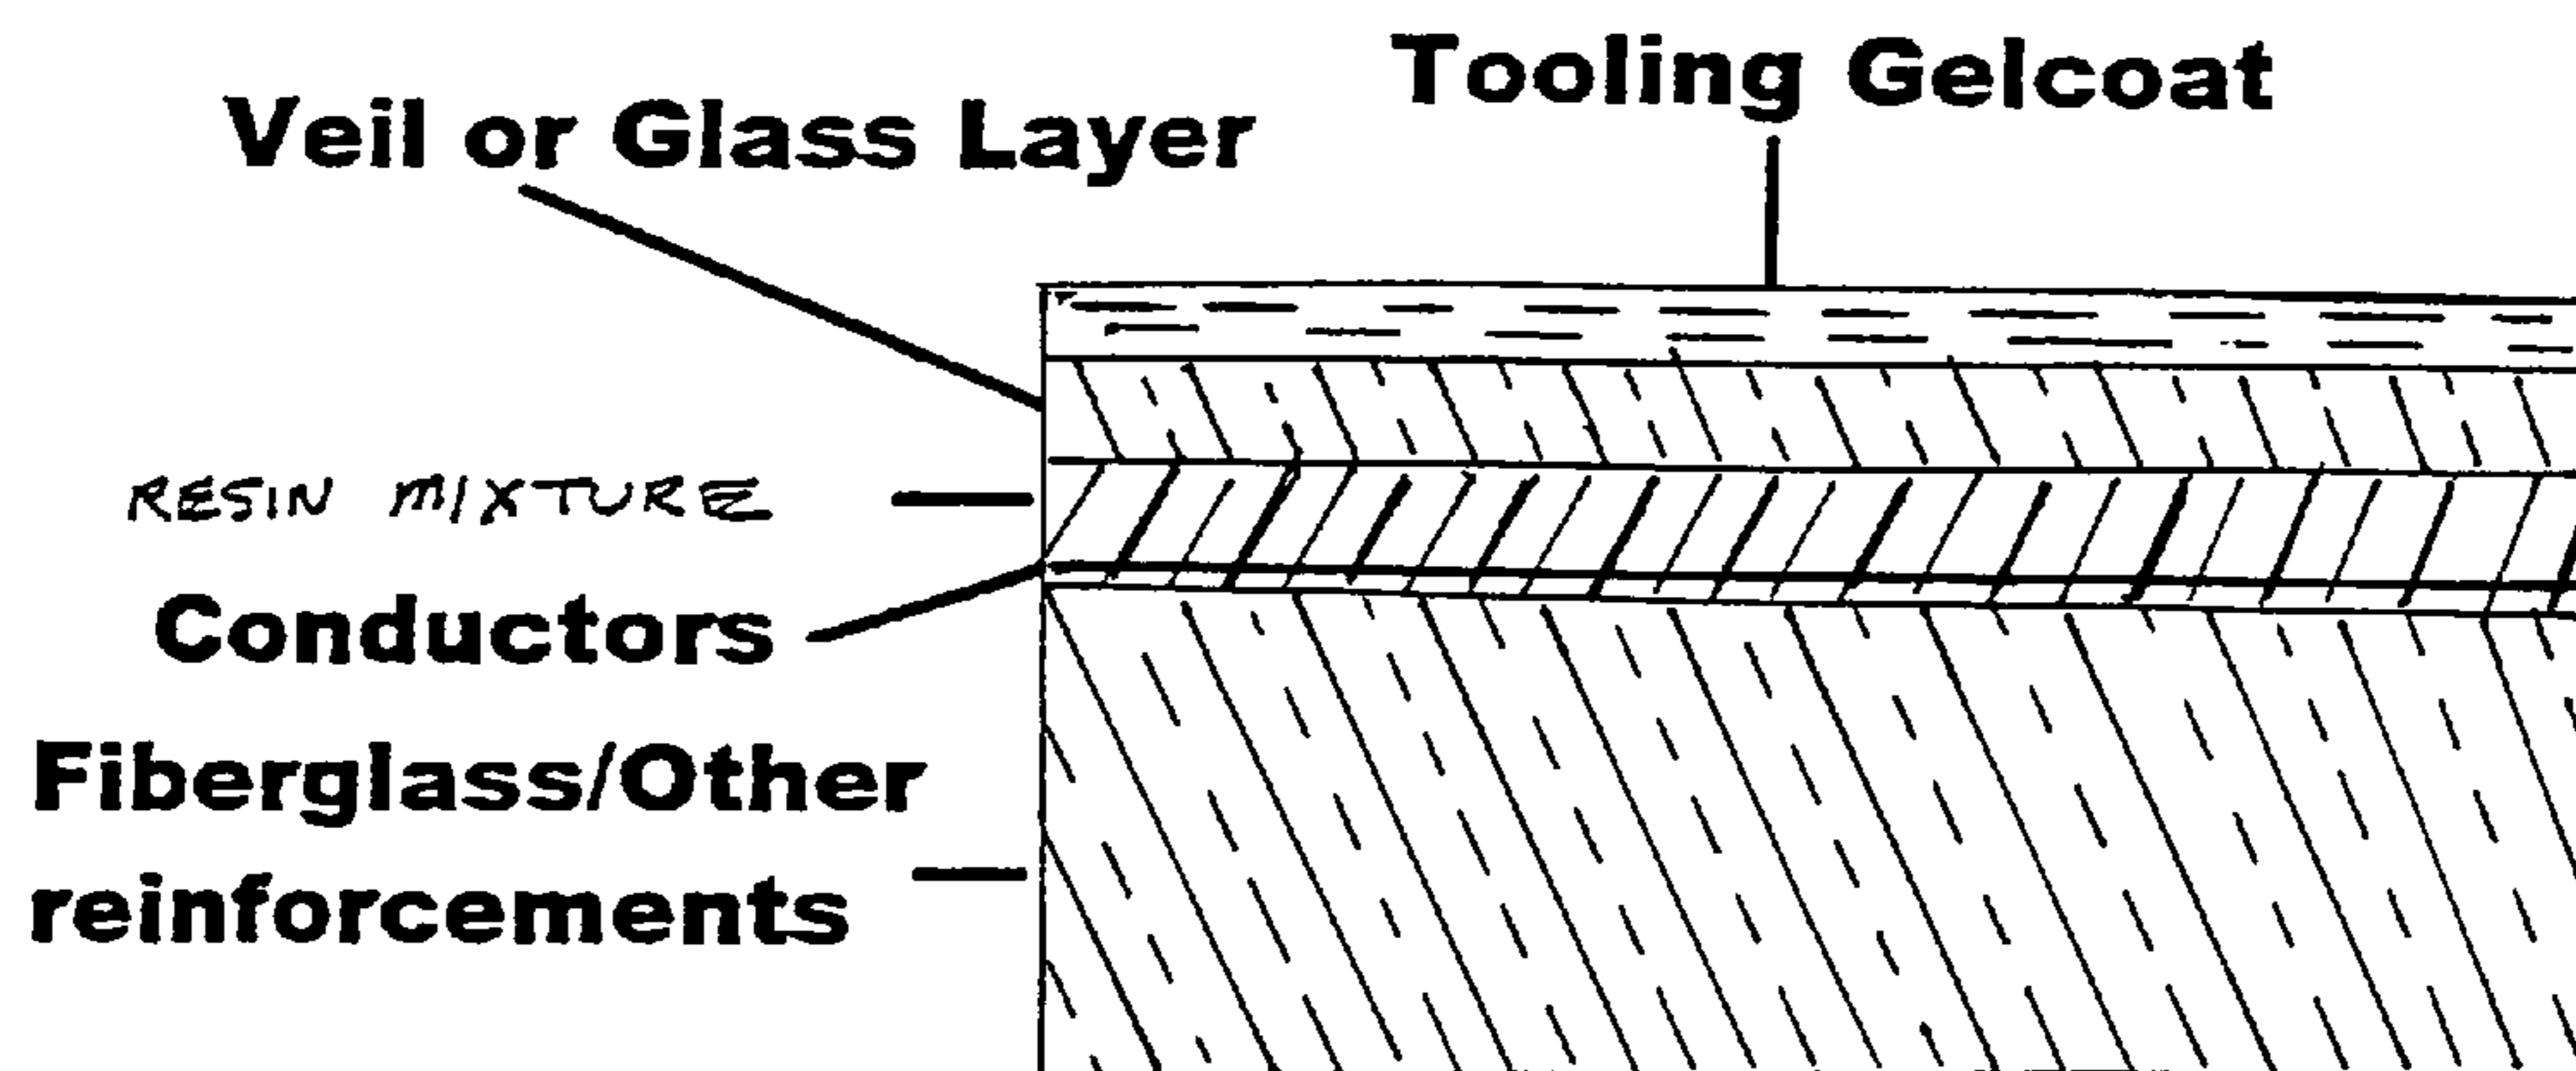 Tooling Gelcoat
Veil or Glass Layer
RESIN MIXTURE
Conductors
Fiberglass/Other
reinforcements